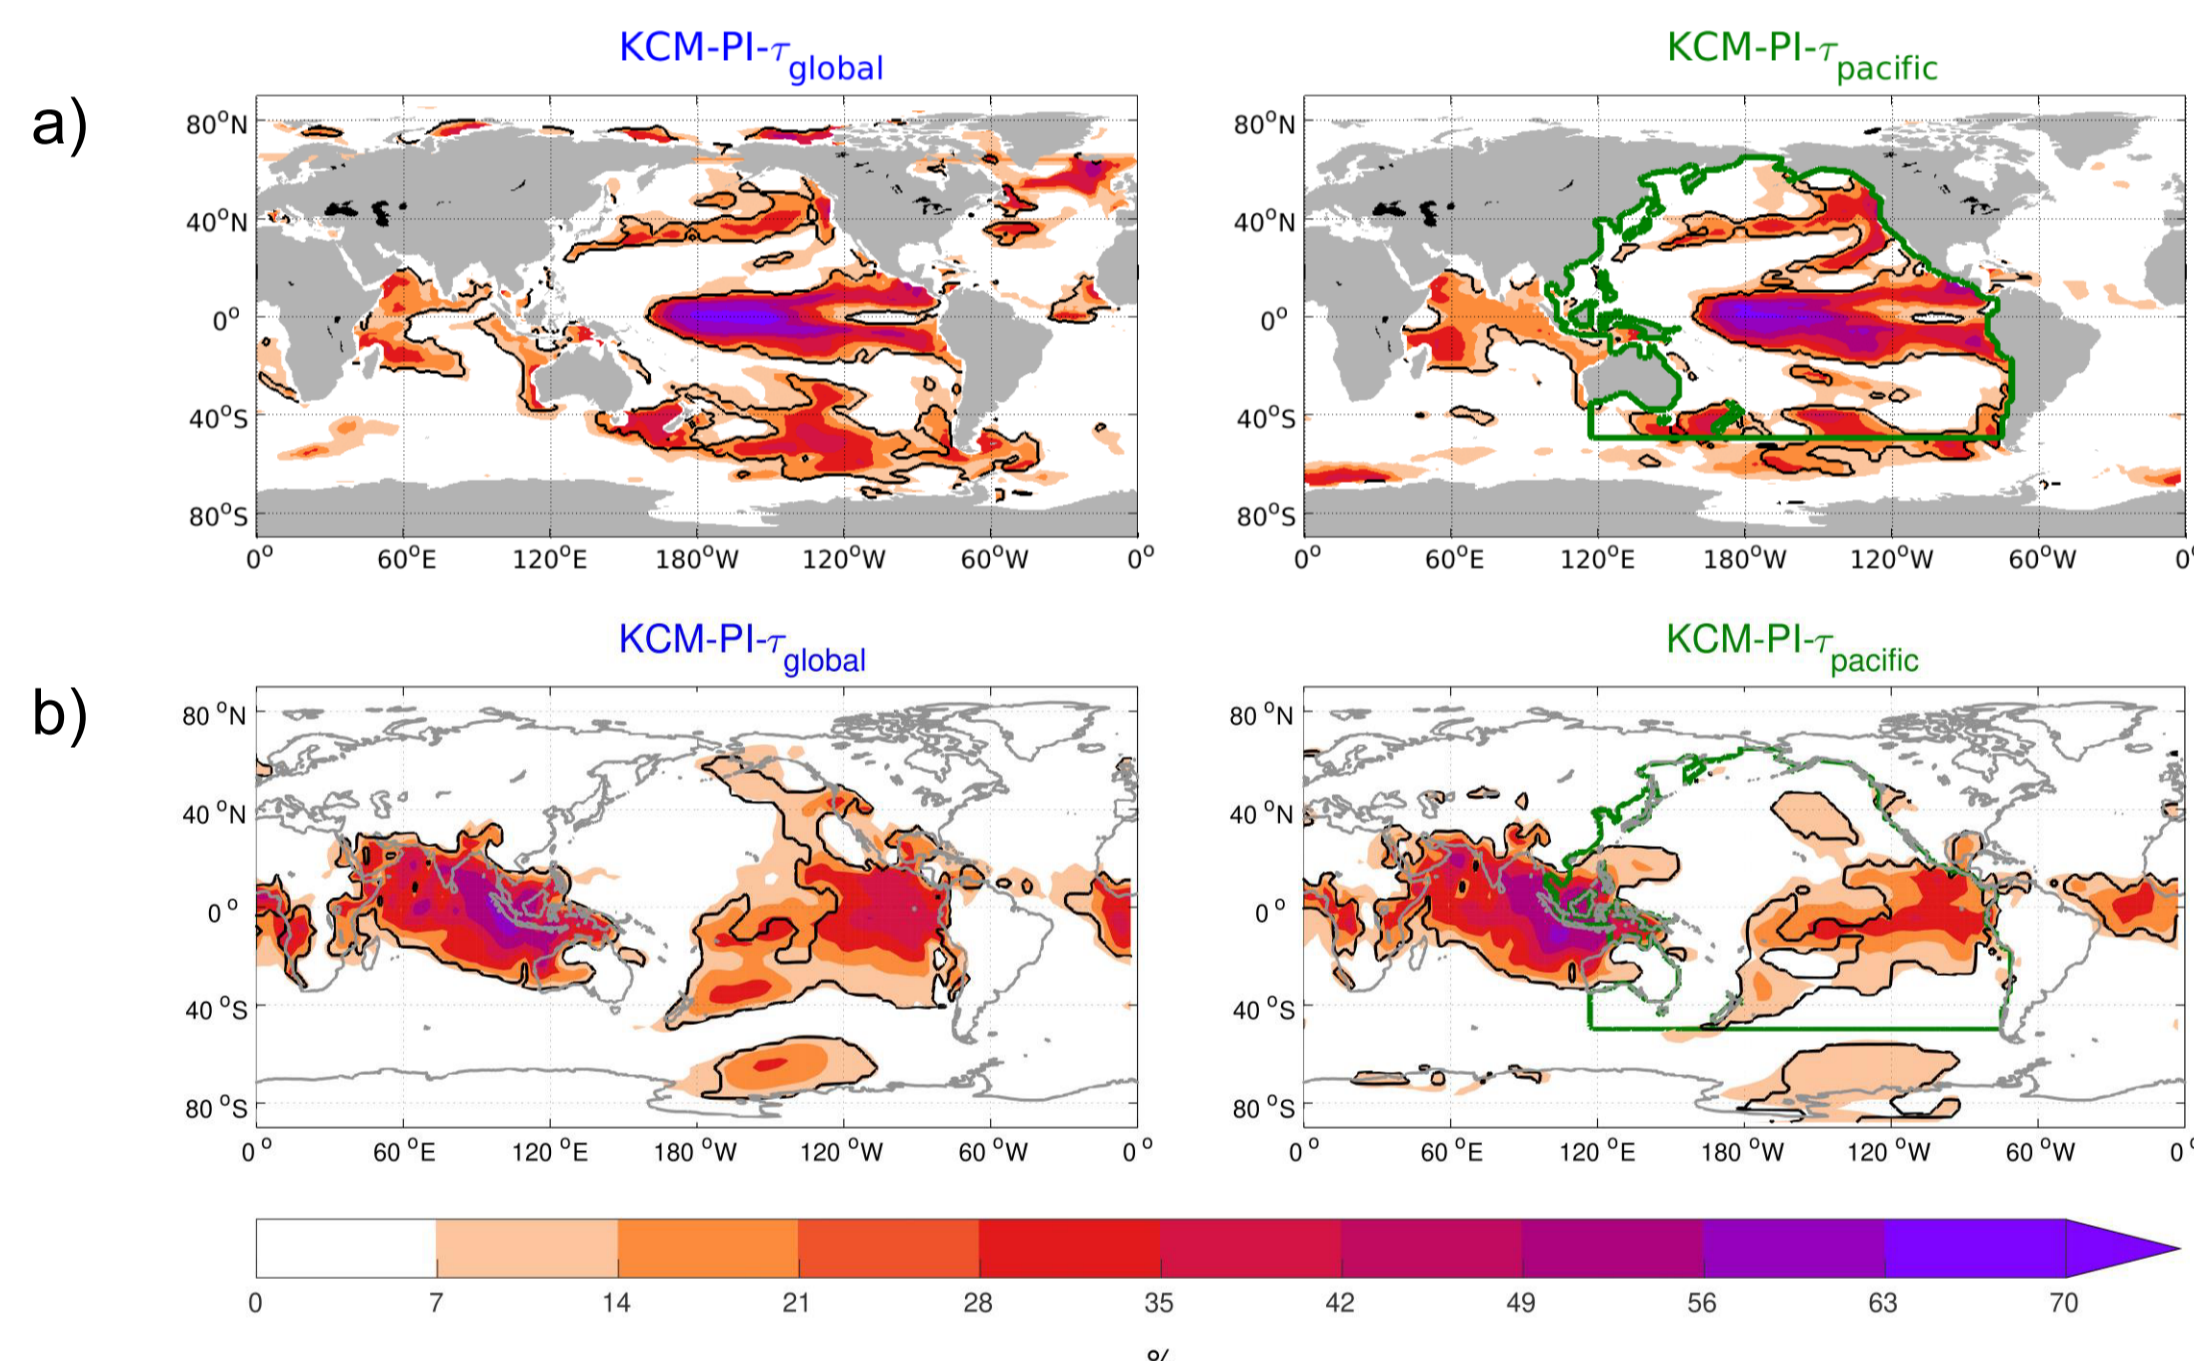 KCM-PI-τglobal KCM-PI-τpacific
a)
80°N 80°N
40°N 40°N
0° 0°
40°S 40°S
80°S 80°S
0° 60°E 120°E 180°W 120°W 60°W 0° 0° 60°E 120°E 180°W 120°W 60°W 0°
KCM-PI-τglobal KCM-PI-τpacific
b)
80 °N 80 °N
40 °N 40 °N
0 ° 0 °
40 °S 40 °S
80 °S 80 °S
0 ° 60 °E 120 °E 180 °W 120 °W 60 °W 0 ° 0 ° 60 °E 120 °E 180 °W 120 °W 60 °W 0 °
0 7 14 21 28 35 42 49 56 63 70
%